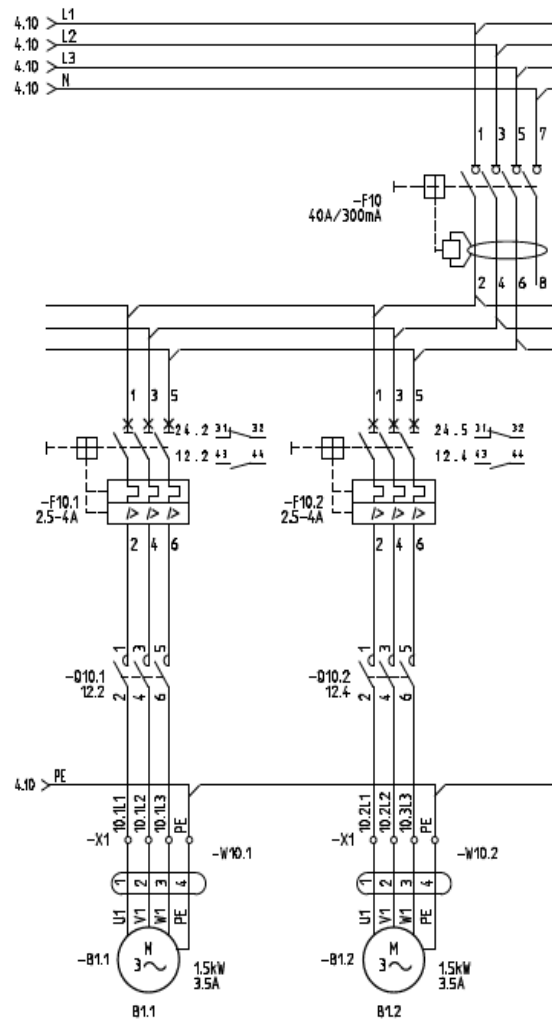 4.10 L1
4.10 L2
4.10 L3
4.10 N
1 3 5 7
-F10
40A/300mA
2 4 6 8
1 3 5
24.2 31 32
12.2 43 44
-F10.1
2.5-4A
2 4 6
1 3 5
24.5 31 32
12.4 43 44
-F10.2
2.5-4A
2 4 6
-Q10.1
12.2
1 3 5
2 4 6
-Q10.2
12.4
1 3 5
2 4 6
4.10 PE
10.1L1 10.1L2 10.1L3 PE
-X1
-W10.1
1 2 3 4
U1 V1 W1 PE
-B1.1
M
3~
1.5kW
3.5A
B1.1
10.2L1 10.2L2 10.3L3 PE
-X1
-W10.2
1 2 3 4
U1 V1 W1 PE
-B1.2
M
3~
1.5kW
3.5A
B1.2